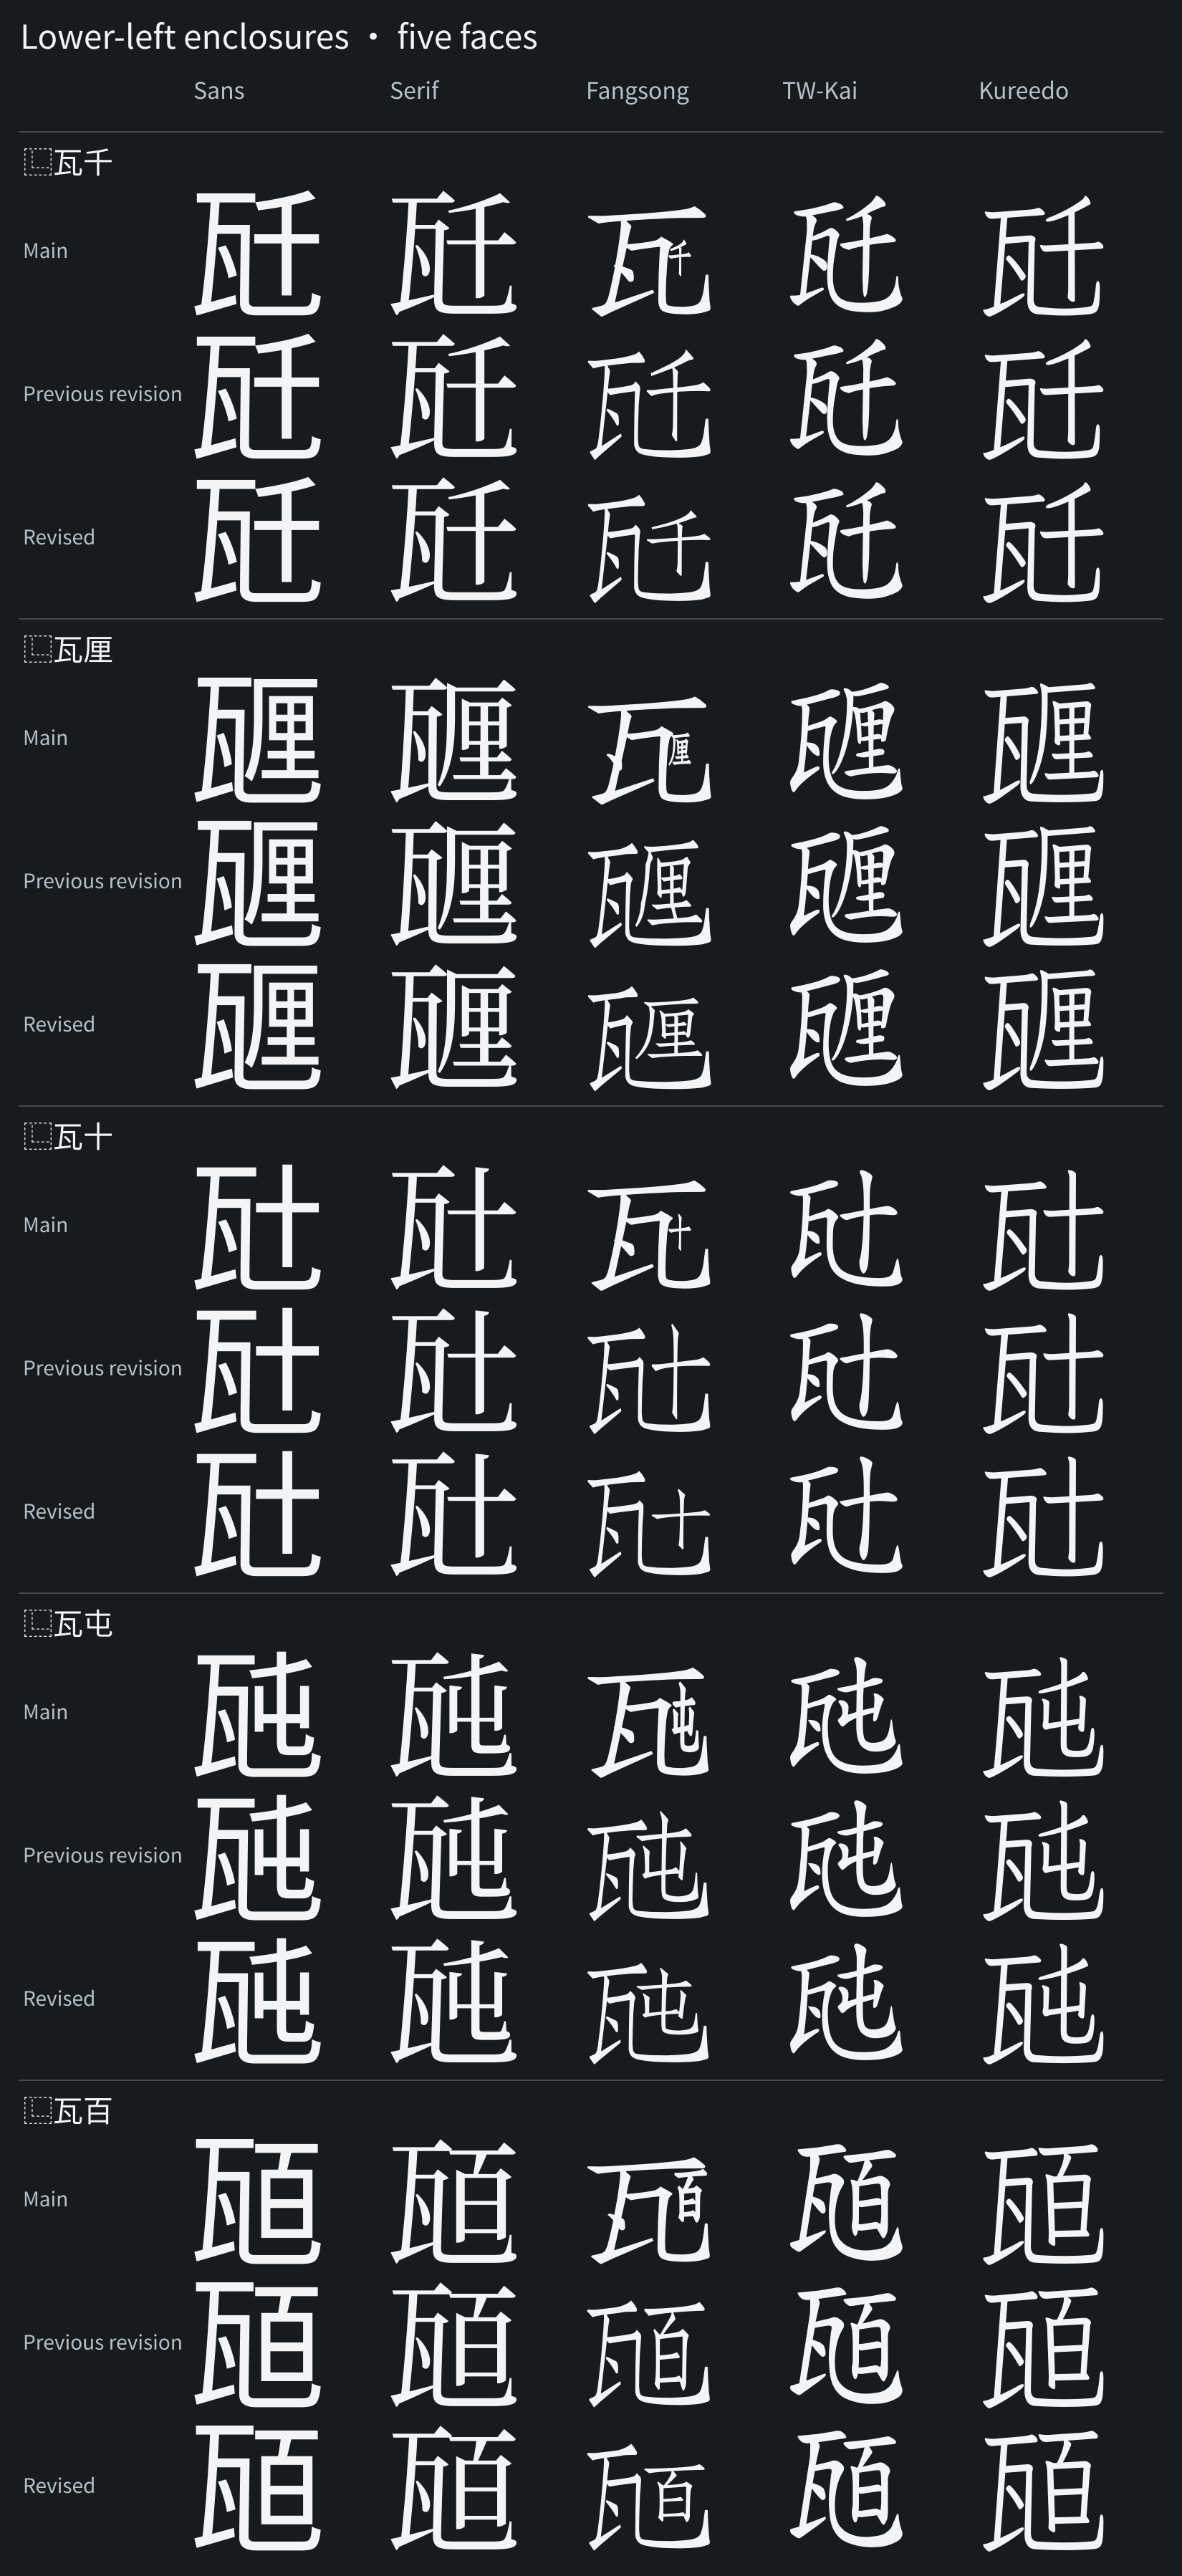 Lower-left enclosures · five faces
Sans Serif Fangsong TW-Kai Kureedo
⿺瓦千
Main 瓩 瓩 瓩 瓩 瓩
Previous revision 瓩 瓩 瓩 瓩 瓩
Revised 瓩 瓩 瓩 瓩 瓩
⿺瓦厘
Main 甅 甅 甅 甅 甅
Previous revision 甅 甅 甅 甅 甅
Revised 甅 甅 甅 甅 甅
⿺瓦十
Main 瓧 瓧 瓧 瓧 瓧
Previous revision 瓧 瓧 瓧 瓧 瓧
Revised 瓧 瓧 瓧 瓧 瓧
⿺瓦屯
Main 瓲 瓲 瓲 瓲 瓲
Previous revision 瓲 瓲 瓲 瓲 瓲
Revised 瓲 瓲 瓲 瓲 瓲
⿺瓦百
Main 瓸 瓸 瓸 瓸 瓸
Previous revision 瓸 瓸 瓸 瓸 瓸
Revised 瓸 瓸 瓸 瓸 瓸